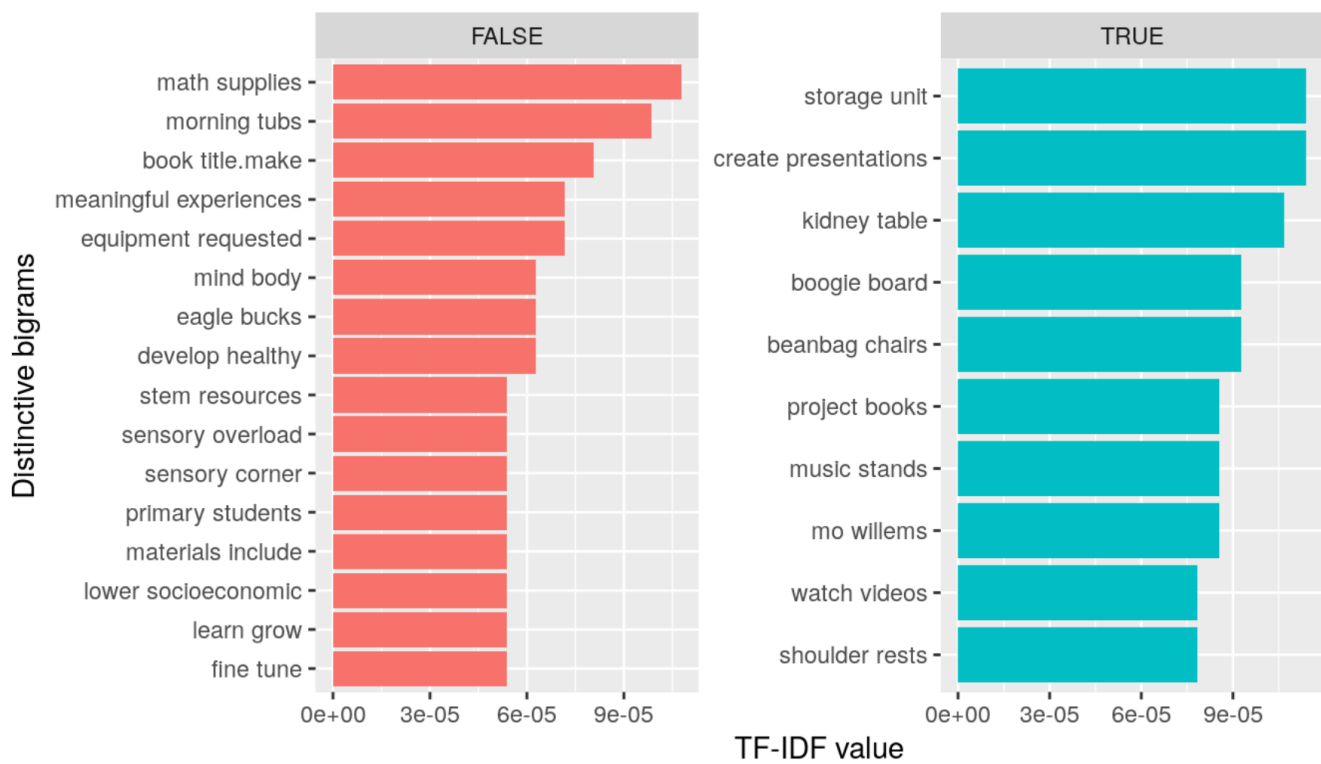 FALSE
math supplies
morning tubs
book title.make
meaningful experiences
equipment requested
mind body
eagle bucks
develop healthy
stem resources
sensory overload
sensory corner
primary students
materials include
lower socioeconomic
learn grow
fine tune
0e+00 3e-05 6e-05 9e-05
TRUE
storage unit
create presentations
kidney table
boogie board
beanbag chairs
project books
music stands
mo willems
watch videos
shoulder rests
0e+00 3e-05 6e-05 9e-05
Distinctive bigrams
TF-IDF value